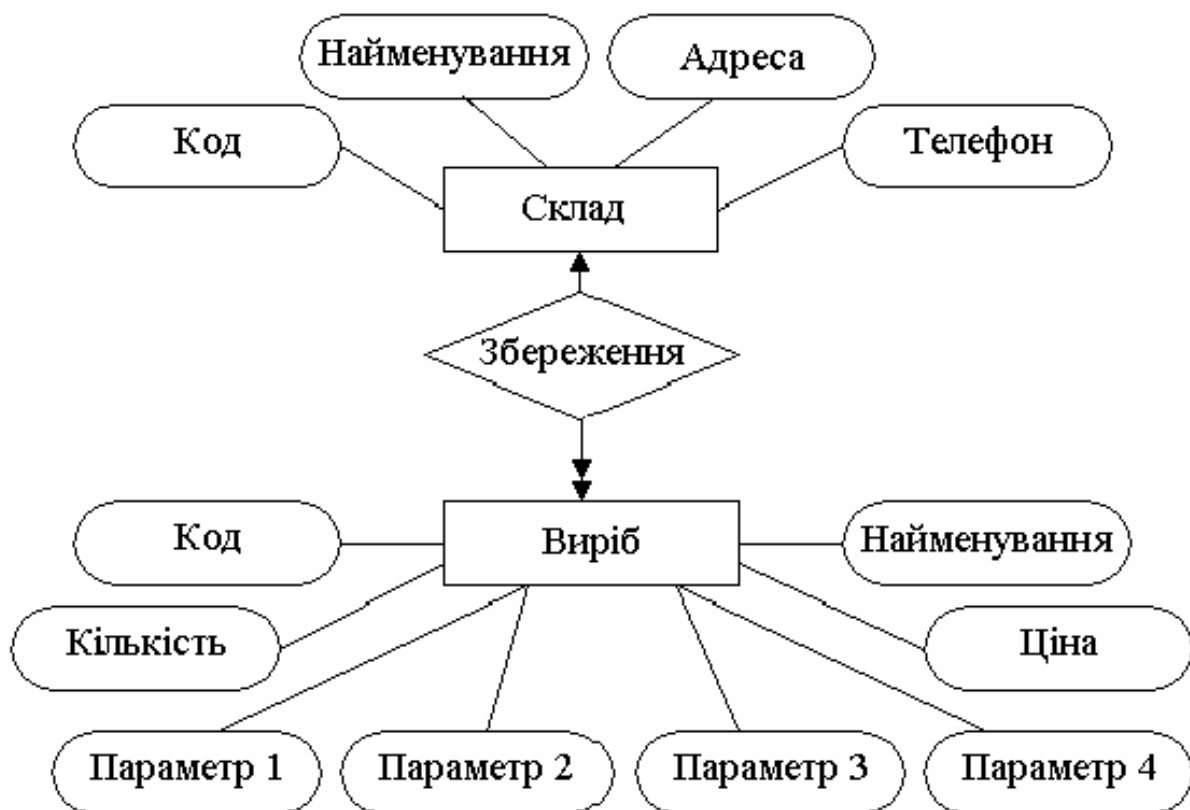 Найменування
Адреса
Код
Телефон
Склад
Збереження
Код
Виріб
Найменування
Кількість
Ціна
Параметр 1
Параметр 2
Параметр 3
Параметр 4